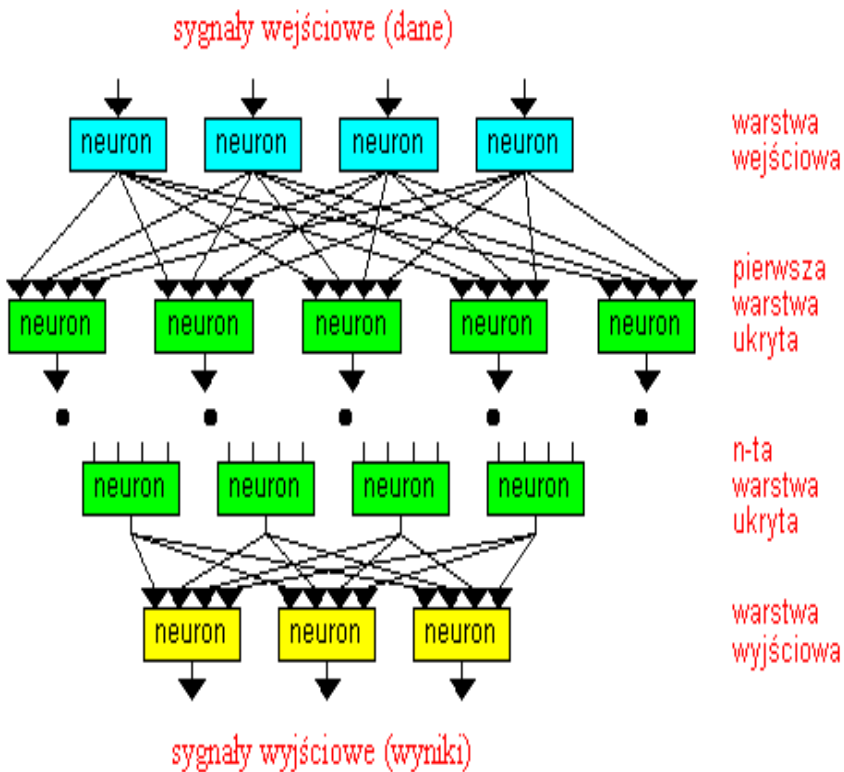 sygnały wejściowe (dane)
neuron neuron neuron neuron
warstwa
wejściowa
pierwsza
warstwa
ukryta
neuron neuron neuron neuron neuron
n-ta
warstwa
ukryta
neuron neuron neuron neuron
warstwa
wyjściowa
neuron neuron neuron
sygnały wyjściowe (wyniki)